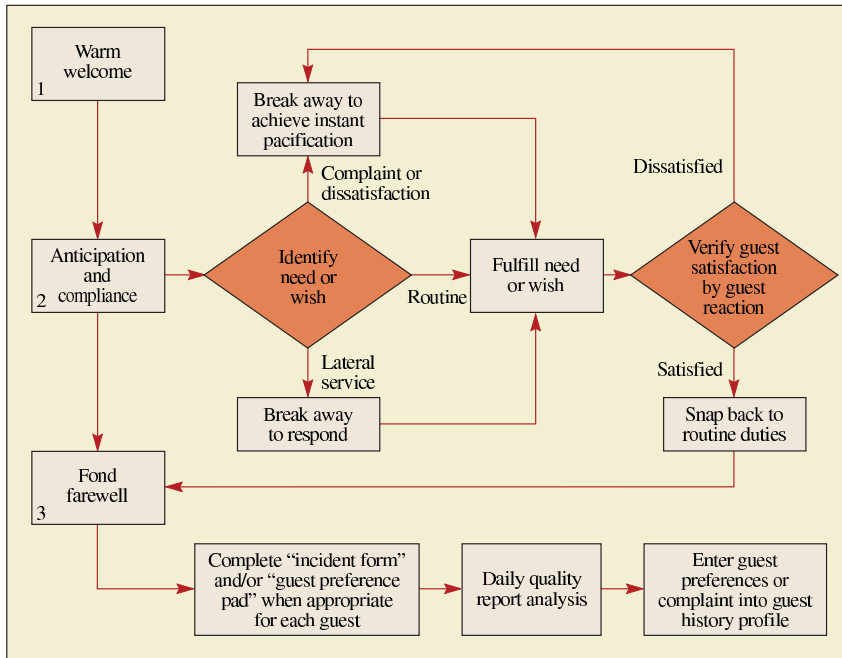 Warm
welcome
1
Break away to
achieve instant
pacification
Complaint or
dissatisfaction
Dissatisfied
Anticipation
and
compliance
2
Identify
need or
wish
Routine
Fulfill need
or wish
Verify guest
satisfaction
by guest
reaction
Lateral
service
Satisfied
Break away
to respond
Snap back to
routine duties
Fond
farewell
3
Complete “incident form”
and/or “guest preference
pad” when appropriate
for each guest
Daily quality
report analysis
Enter guest
preferences or
complaint into guest
history profile